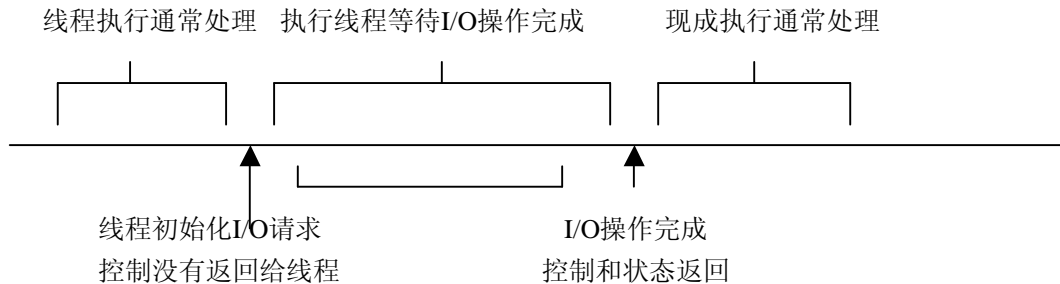 线程执行通常处理
执行线程等待I/O操作完成
现成执行通常处理
线程初始化I/O请求
控制没有返回给线程
I/O操作完成
控制和状态返回